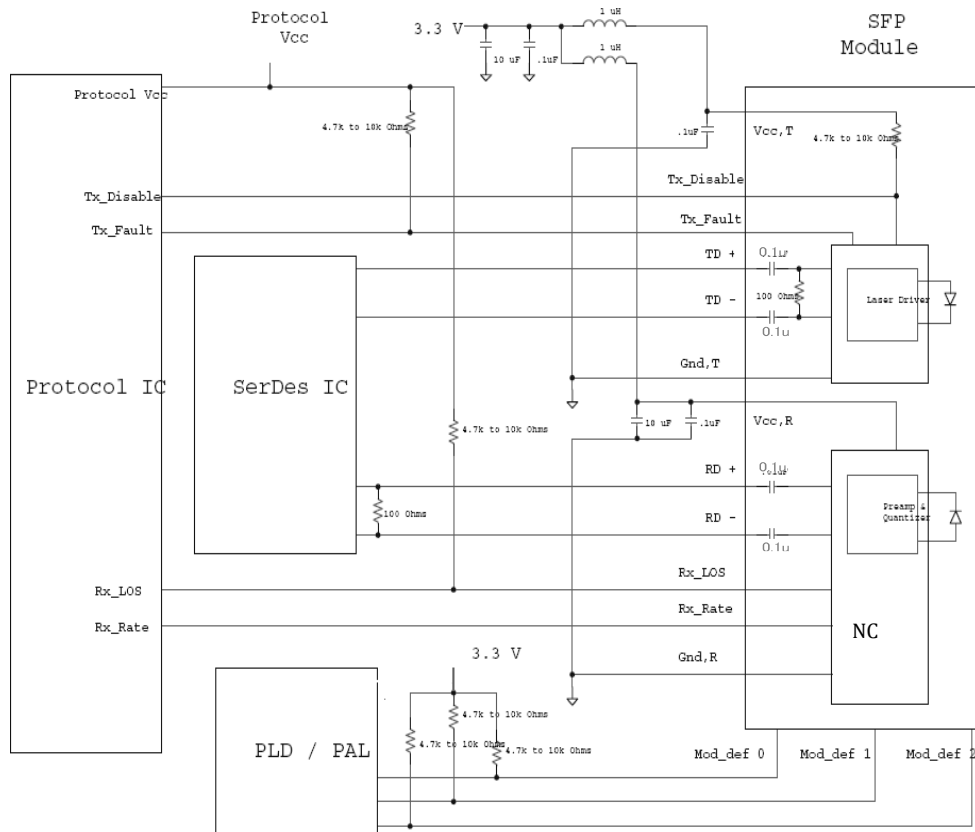 Protocol
Vcc
3.3 V
1 uH
1 uH
10 uF
.1uF
SFP
Module
Protocol Vcc
4.7k to 10k Ohms
.1uF
Vcc,T
4.7k to 10k Ohms
Tx_Disable
Tx_Disable
Tx_Fault
Tx_Fault
TD +
0.1uF
100 Ohms
Laser Driver
TD -
0.1u
Gnd,T
Protocol IC
SerDes IC
10 uF
.1uF
Vcc,R
4.7k to 10k Ohms
RD +
0.1u
100 Ohms
Preamp &
Quantizer
RD -
0.1u
Rx_LOS
Rx_LOS
Rx_Rate
Rx_Rate
NC
3.3 V
Gnd,R
4.7k to 10k Ohms
4.7k to 10k Ohms
4.7k to 10k Ohms
PLD / PAL
Mod_def 0
Mod_def 1
Mod_def 2